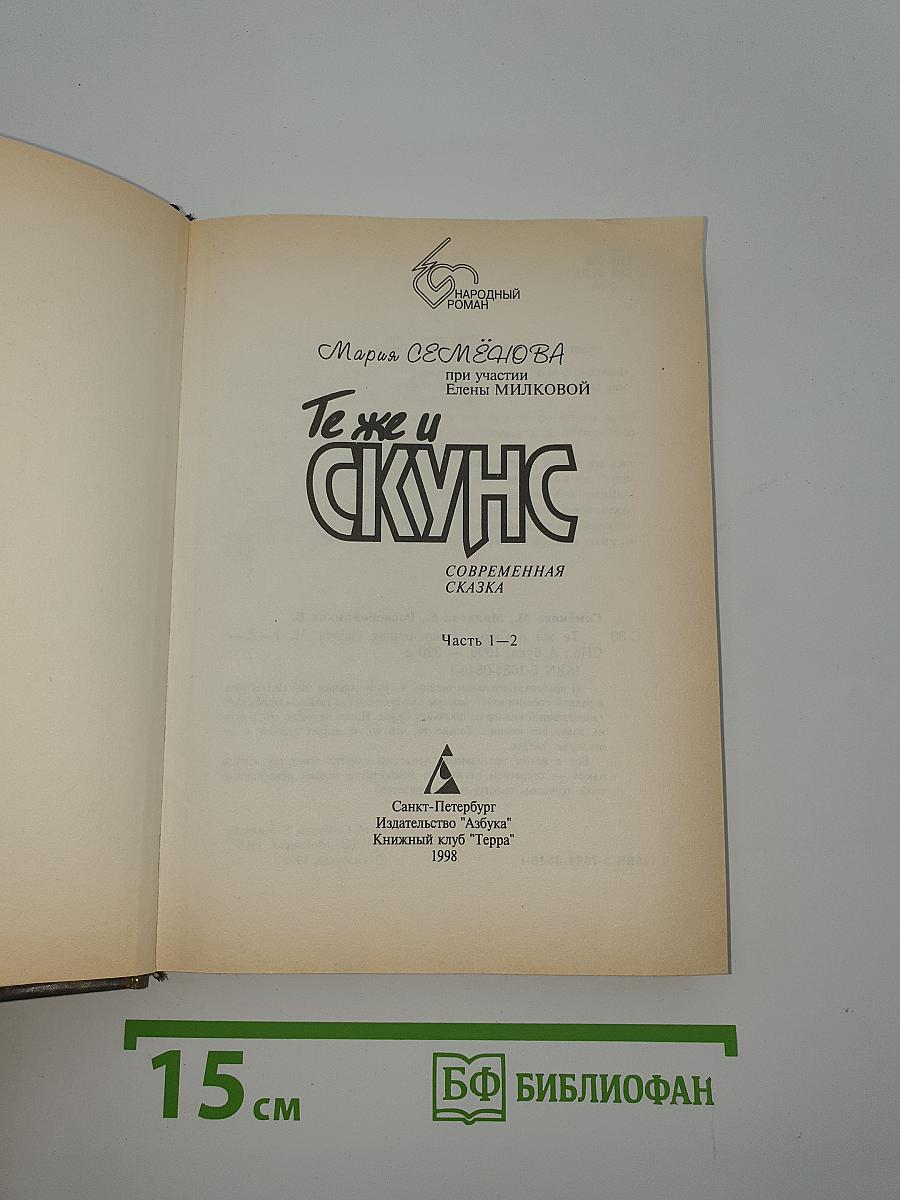 НАРОДНЫЙ
РОМАН
Мария СЕМЁНОВА
при участии
Елены МИЛКОВОЙ
Те же и
СКУНС
СОВРЕМЕННАЯ
СКАЗКА
Часть 1—2
Санкт-Петербург
Издательство "Азбука"
Книжный клуб "Терра"
1998
15 см
БФ БИБЛИОФАН